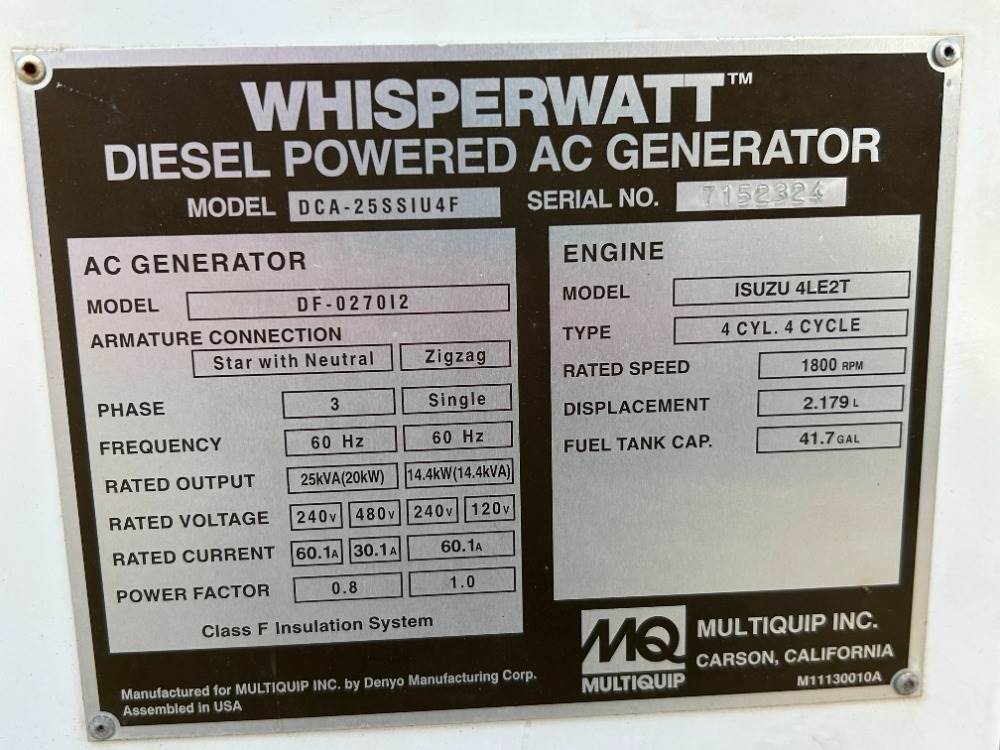 WHISPERWATT™
DIESEL POWERED AC GENERATOR
MODEL DCA-25SSIU4F SERIAL NO. 7152324
AC GENERATOR
MODEL DF-0270I2
ARMATURE CONNECTION
Star with Neutral Zigzag
PHASE 3 Single
FREQUENCY 60 Hz 60 Hz
RATED OUTPUT 25kVA(20kW) 14.4kW(14.4kVA)
RATED VOLTAGE 240V 480V 240V 120V
RATED CURRENT 60.1A 30.1A 60.1A
POWER FACTOR 0.8 1.0
Class F Insulation System
ENGINE
MODEL ISUZU 4LE2T
TYPE 4 CYL. 4 CYCLE
RATED SPEED 1800 RPM
DISPLACEMENT 2.179 L
FUEL TANK CAP. 41.7 GAL
Manufactured for MULTIQUIP INC. by Denyo Manufacturing Corp.
Assembled in USA
MQ
MULTIQUIP
MULTIQUIP INC.
CARSON, CALIFORNIA
M11130010A